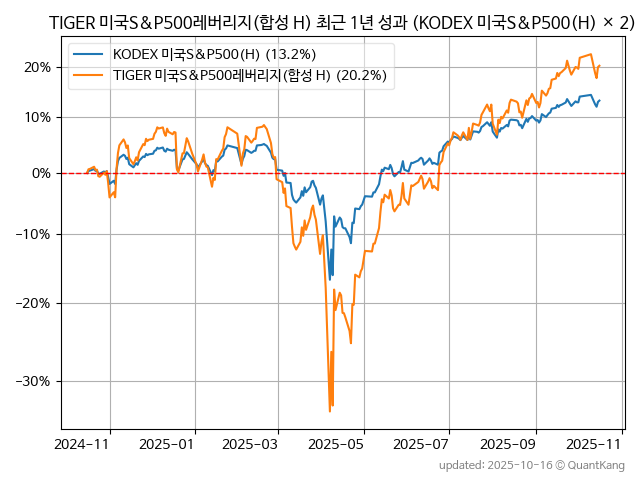 TIGER 미국S&P500레버리지(합성 H) 최근 1년 성과 (KODEX 미국S&P500(H) × 2)
KODEX 미국S&P500(H) (13.2%)
TIGER 미국S&P500레버리지(합성 H) (20.2%)
20%
10%
0%
−10%
−20%
−30%
2024-11 2025-01 2025-03 2025-05 2025-07 2025-09 2025-11
updated: 2025-10-16 © QuantKang